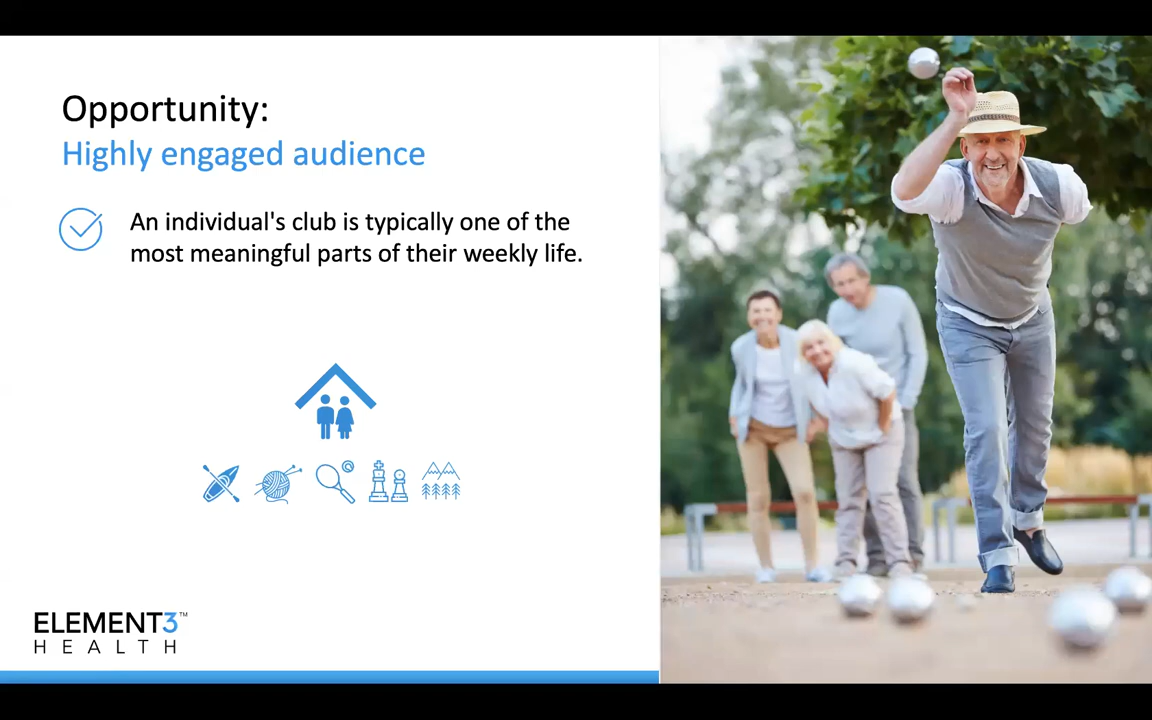 Opportunity:
Highly engaged audience
An individual's club is typically one of the
most meaningful parts of their weekly life.
ELEMENT3™
HEALTH